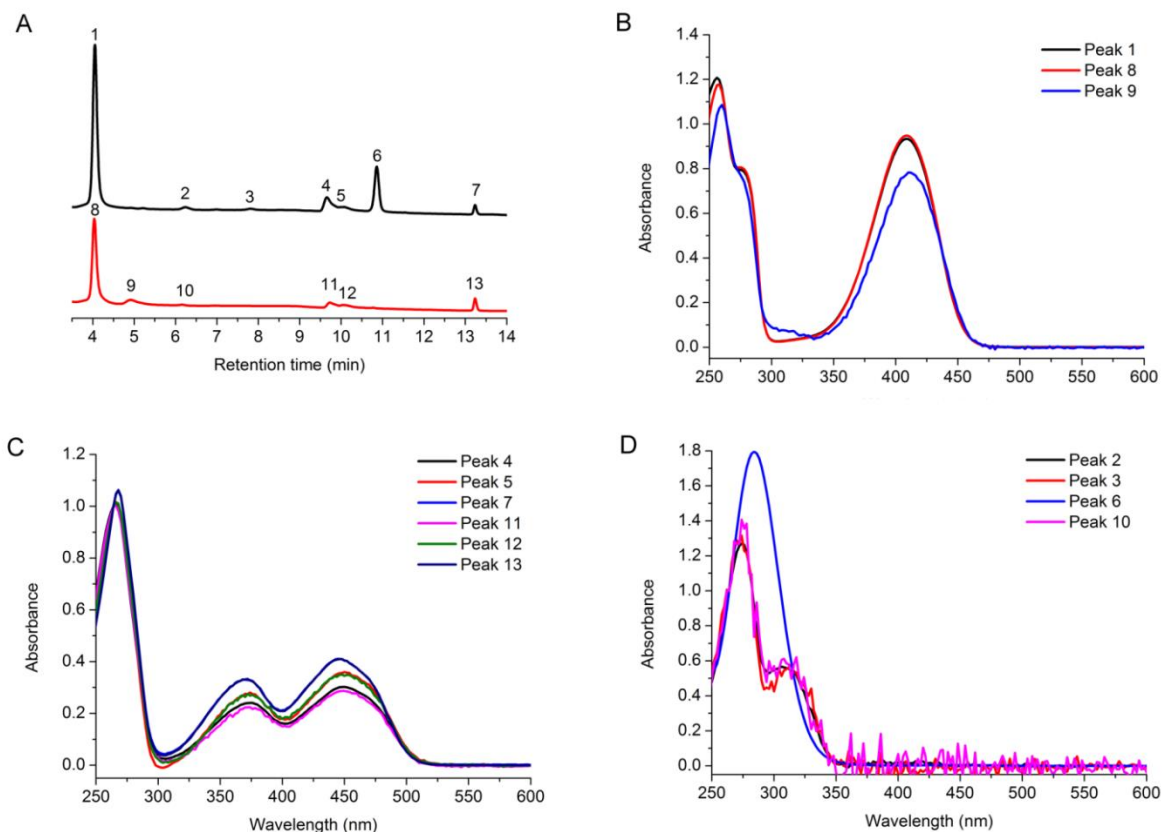 A
1
2
3
4
5
6
7
8
9
10
11
12
13
4 5 6 7 8 9 10 11 12 13 14
Retention time (min)
B
Peak 1
Peak 8
Peak 9
Absorbance
1.4
1.2
1.0
0.8
0.6
0.4
0.2
0.0
250 300 350 400 450 500 550 600
C
Peak 4
Peak 5
Peak 7
Peak 11
Peak 12
Peak 13
Absorbance
1.2
1.0
0.8
0.6
0.4
0.2
0.0
250 300 350 400 450 500 550 600
Wavelength (nm)
D
Peak 2
Peak 3
Peak 6
Peak 10
Absorbance
1.8
1.6
1.4
1.2
1.0
0.8
0.6
0.4
0.2
0.0
250 300 350 400 450 500 550 600
Wavelength (nm)